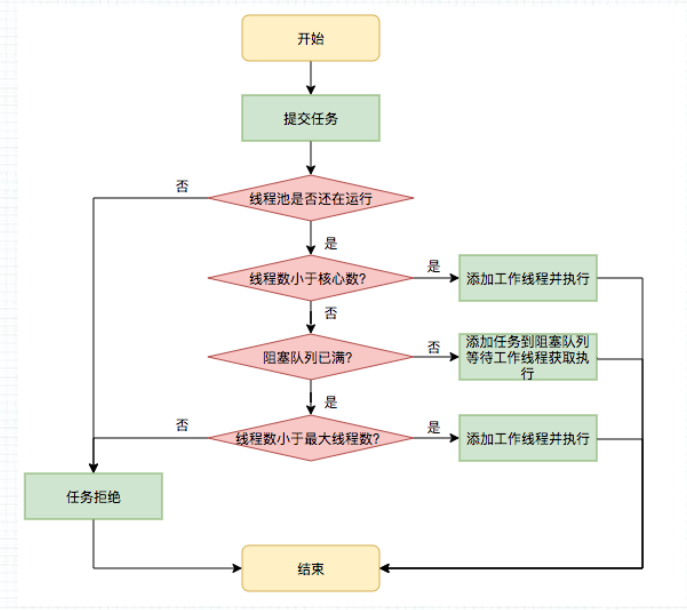 开始
提交任务
否
线程池是否还在运行
是
线程数小于核心数?
是
添加工作线程并执行
否
阻塞队列已满?
否
添加任务到阻塞队列
等待工作线程获取执
行
是
否
线程数小于最大线程数?
是
添加工作线程并执行
任务拒绝
结束